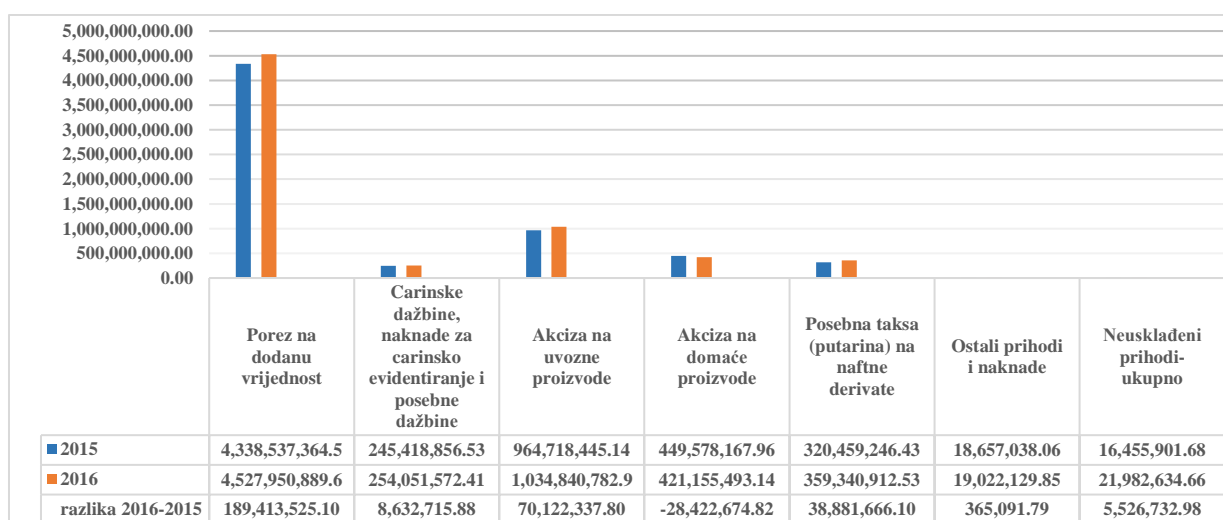 5,000,000,000.00
4,500,000,000.00
4,000,000,000.00
3,500,000,000.00
3,000,000,000.00
2,500,000,000.00
2,000,000,000.00
1,500,000,000.00
1,000,000,000.00
500,000,000.00
0.00
Porez na
dodanu
vrijednost
Carinske
dažbine,
naknade za
carinsko
evidentiranje i
posebne
dažbine
Akciza na
uvozne
proizvode
Akciza na
domaće
proizvode
Posebna taksa
(putarina) na
naftne
derivate
Ostali prihodi
i naknade
Neusklađeni
prihodi-
ukupno
2015 4,338,537,364.5 245,418,856.53 964,718,445.14 449,578,167.96 320,459,246.43 18,657,038.06 16,455,901.68
2016 4,527,950,889.6 254,051,572.41 1,034,840,782.9 421,155,493.14 359,340,912.53 19,022,129.85 21,982,634.66
razlika 2016-2015 189,413,525.10 8,632,715.88 70,122,337.80 -28,422,674.82 38,881,666.10 365,091.79 5,526,732.98